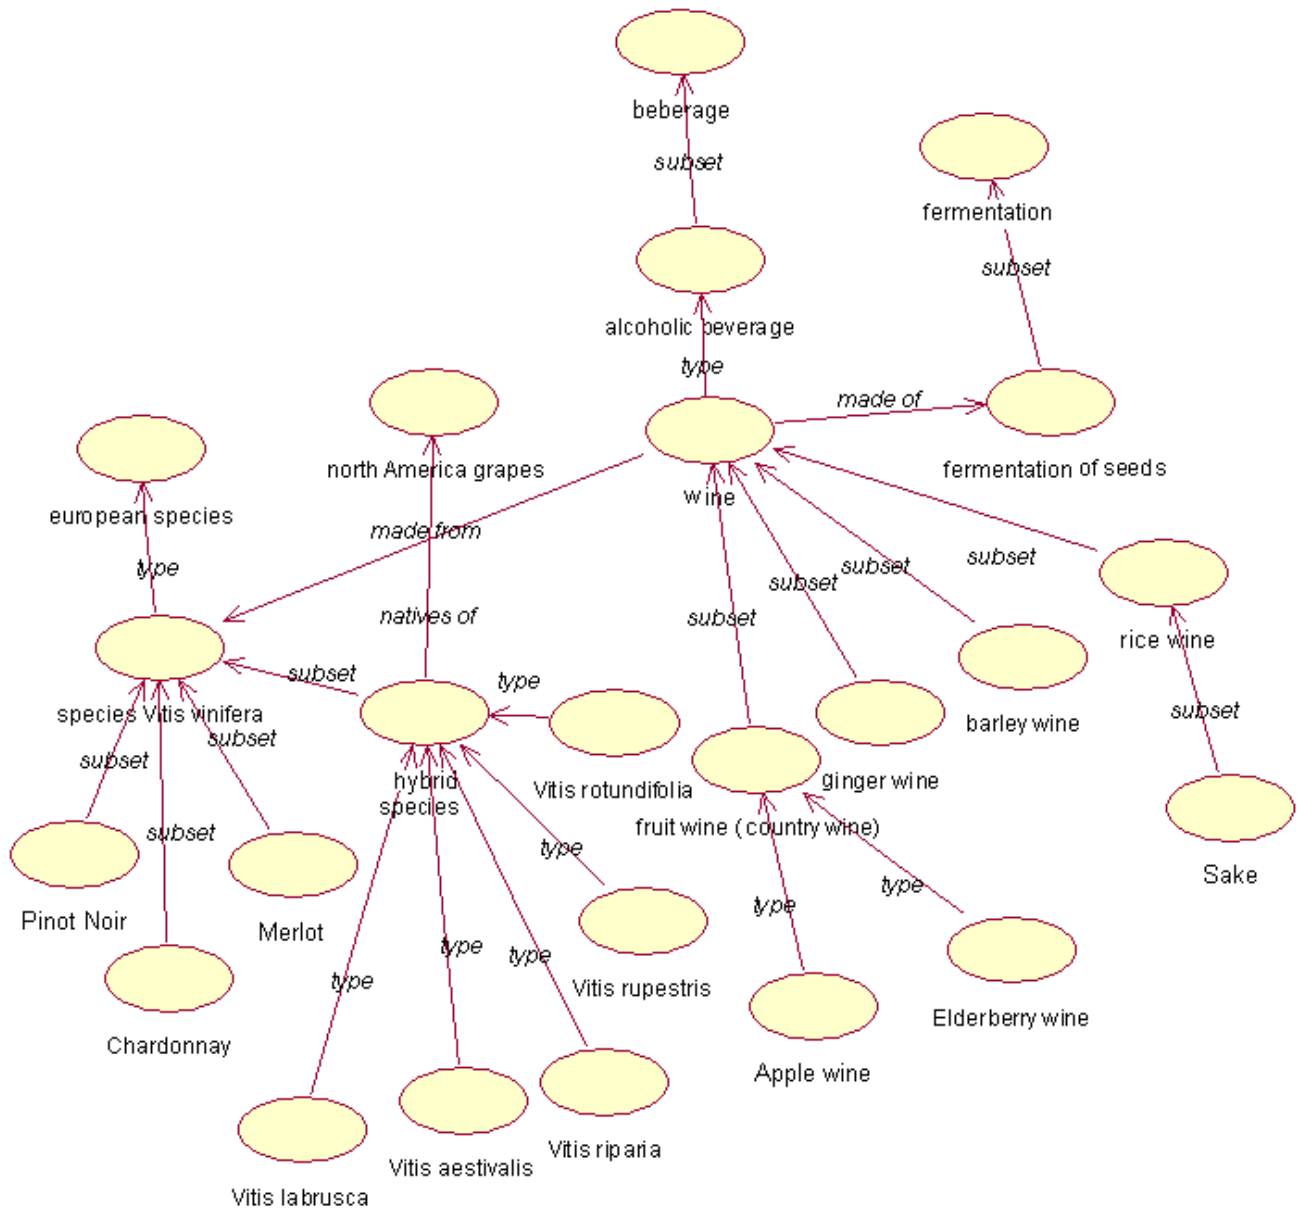 beberage
subset
fermentation
subset
alcoholic beverage
type
made of
north America grapes
fermentation of seeds
wine
european species
made from
subset
subset
subset
type
subset
natives of
rice wine
subset
type
species Vitis vinifera
subset
barley wine
subset
subset
hybrid
species
Vitis rotundifolia
ginger wine
fruit wine (country wine)
subset
type
Sake
type
type
Pinot Noir
Merlot
type
type
type
Vitis rupestris
Elderberry wine
Chardonnay
Apple wine
Vitis riparia
Vitis aestivalis
Vitis labrusca